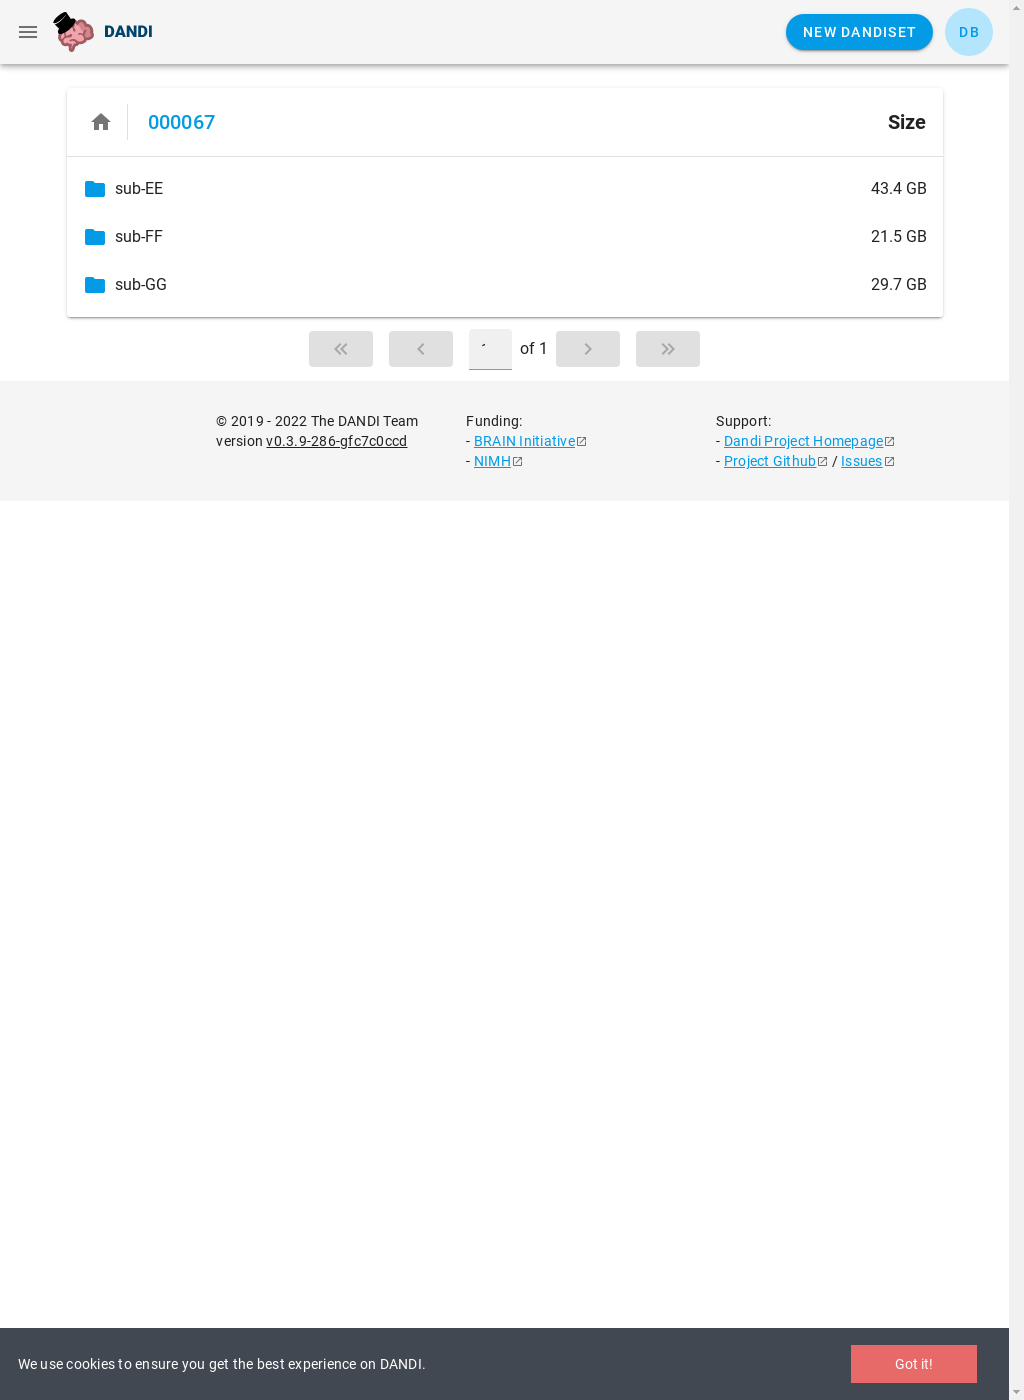 DANDI
NEW DANDISET
DB
000067
Size
sub-EE
43.4 GB
sub-FF
21.5 GB
sub-GG
29.7 GB
of 1
© 2019 - 2022 The DANDI Team
version v0.3.9-286-gfc7c0ccd
Funding:
- BRAIN Initiative
- NIMH
Support:
- Dandi Project Homepage
- Project Github / Issues
We use cookies to ensure you get the best experience on DANDI.
Got it!